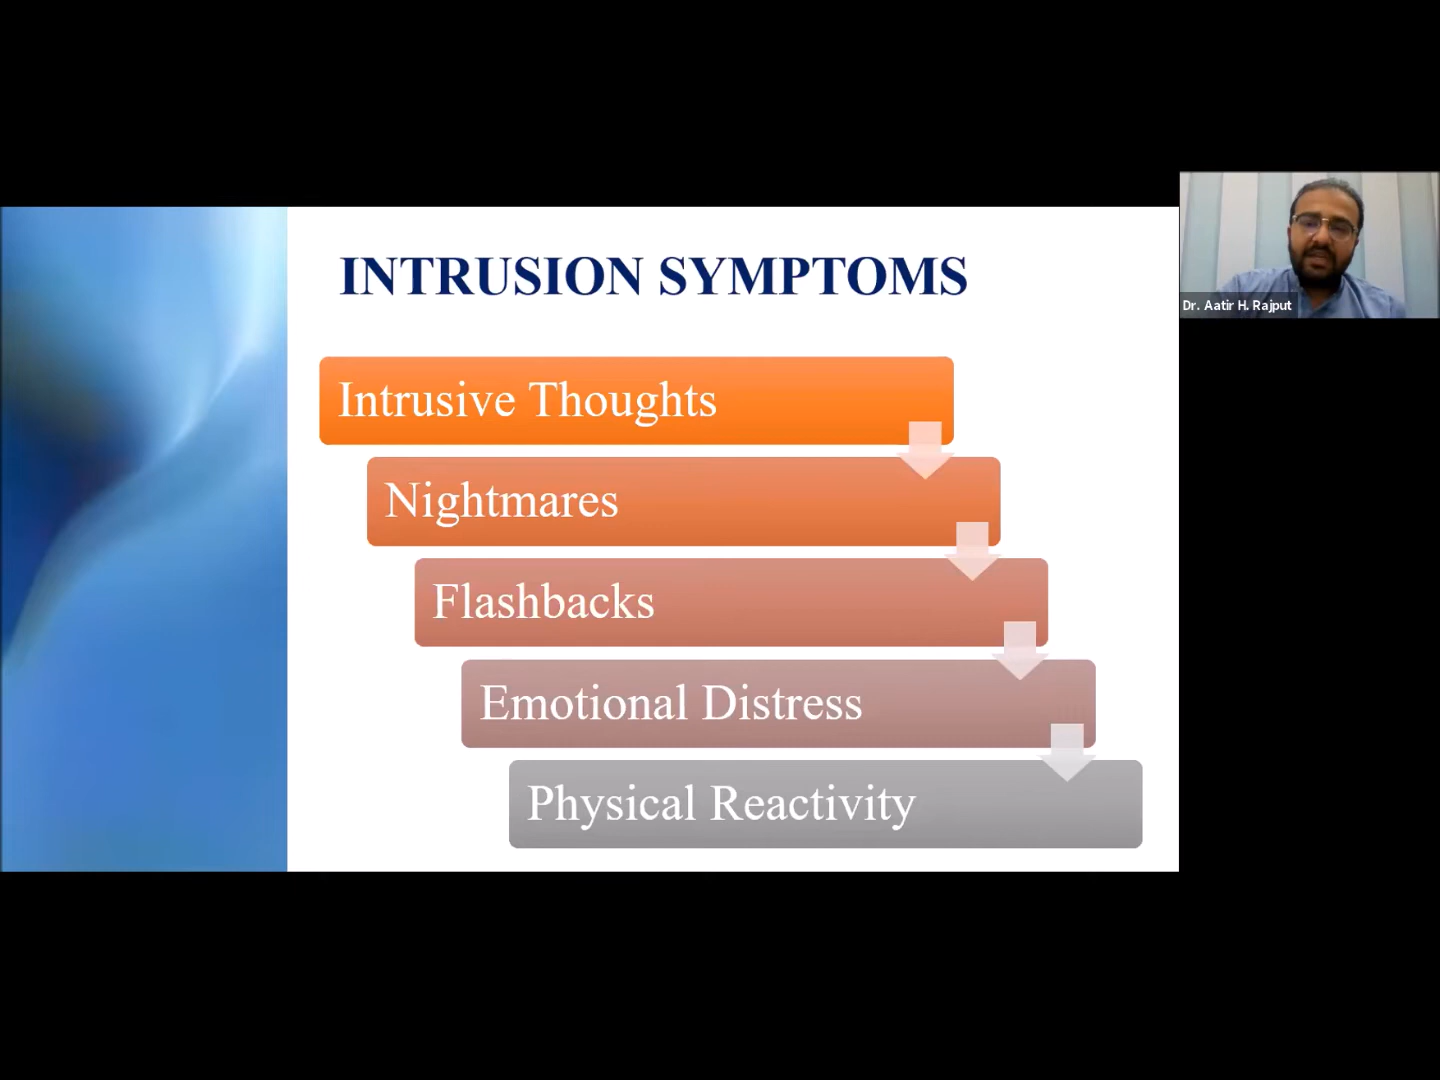 INTRUSION SYMPTOMS
Intrusive Thoughts
Nightmares
Flashbacks
Emotional Distress
Physical Reactivity
Dr. Aatir H. Rajput